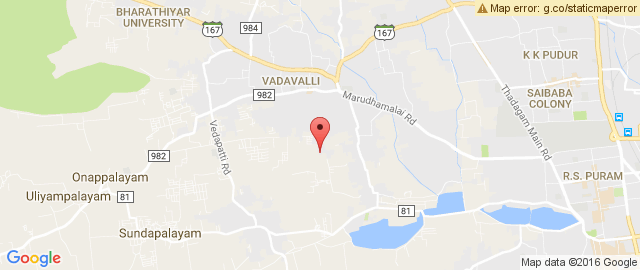 Map error: g.co/staticmaperror
BHARATHIYAR
UNIVERSITY
984
167
167
K K PUDUR
VADAVALLI
982
Marudhamalai Rd
SAIBABA
COLONY
Thadagam Main Rd
Vedapatti Rd
982
Onappalayam
R.S. PURAM
Uliyampalayam
81
81
Sundapalayam
Google
Map data ©2016 Google